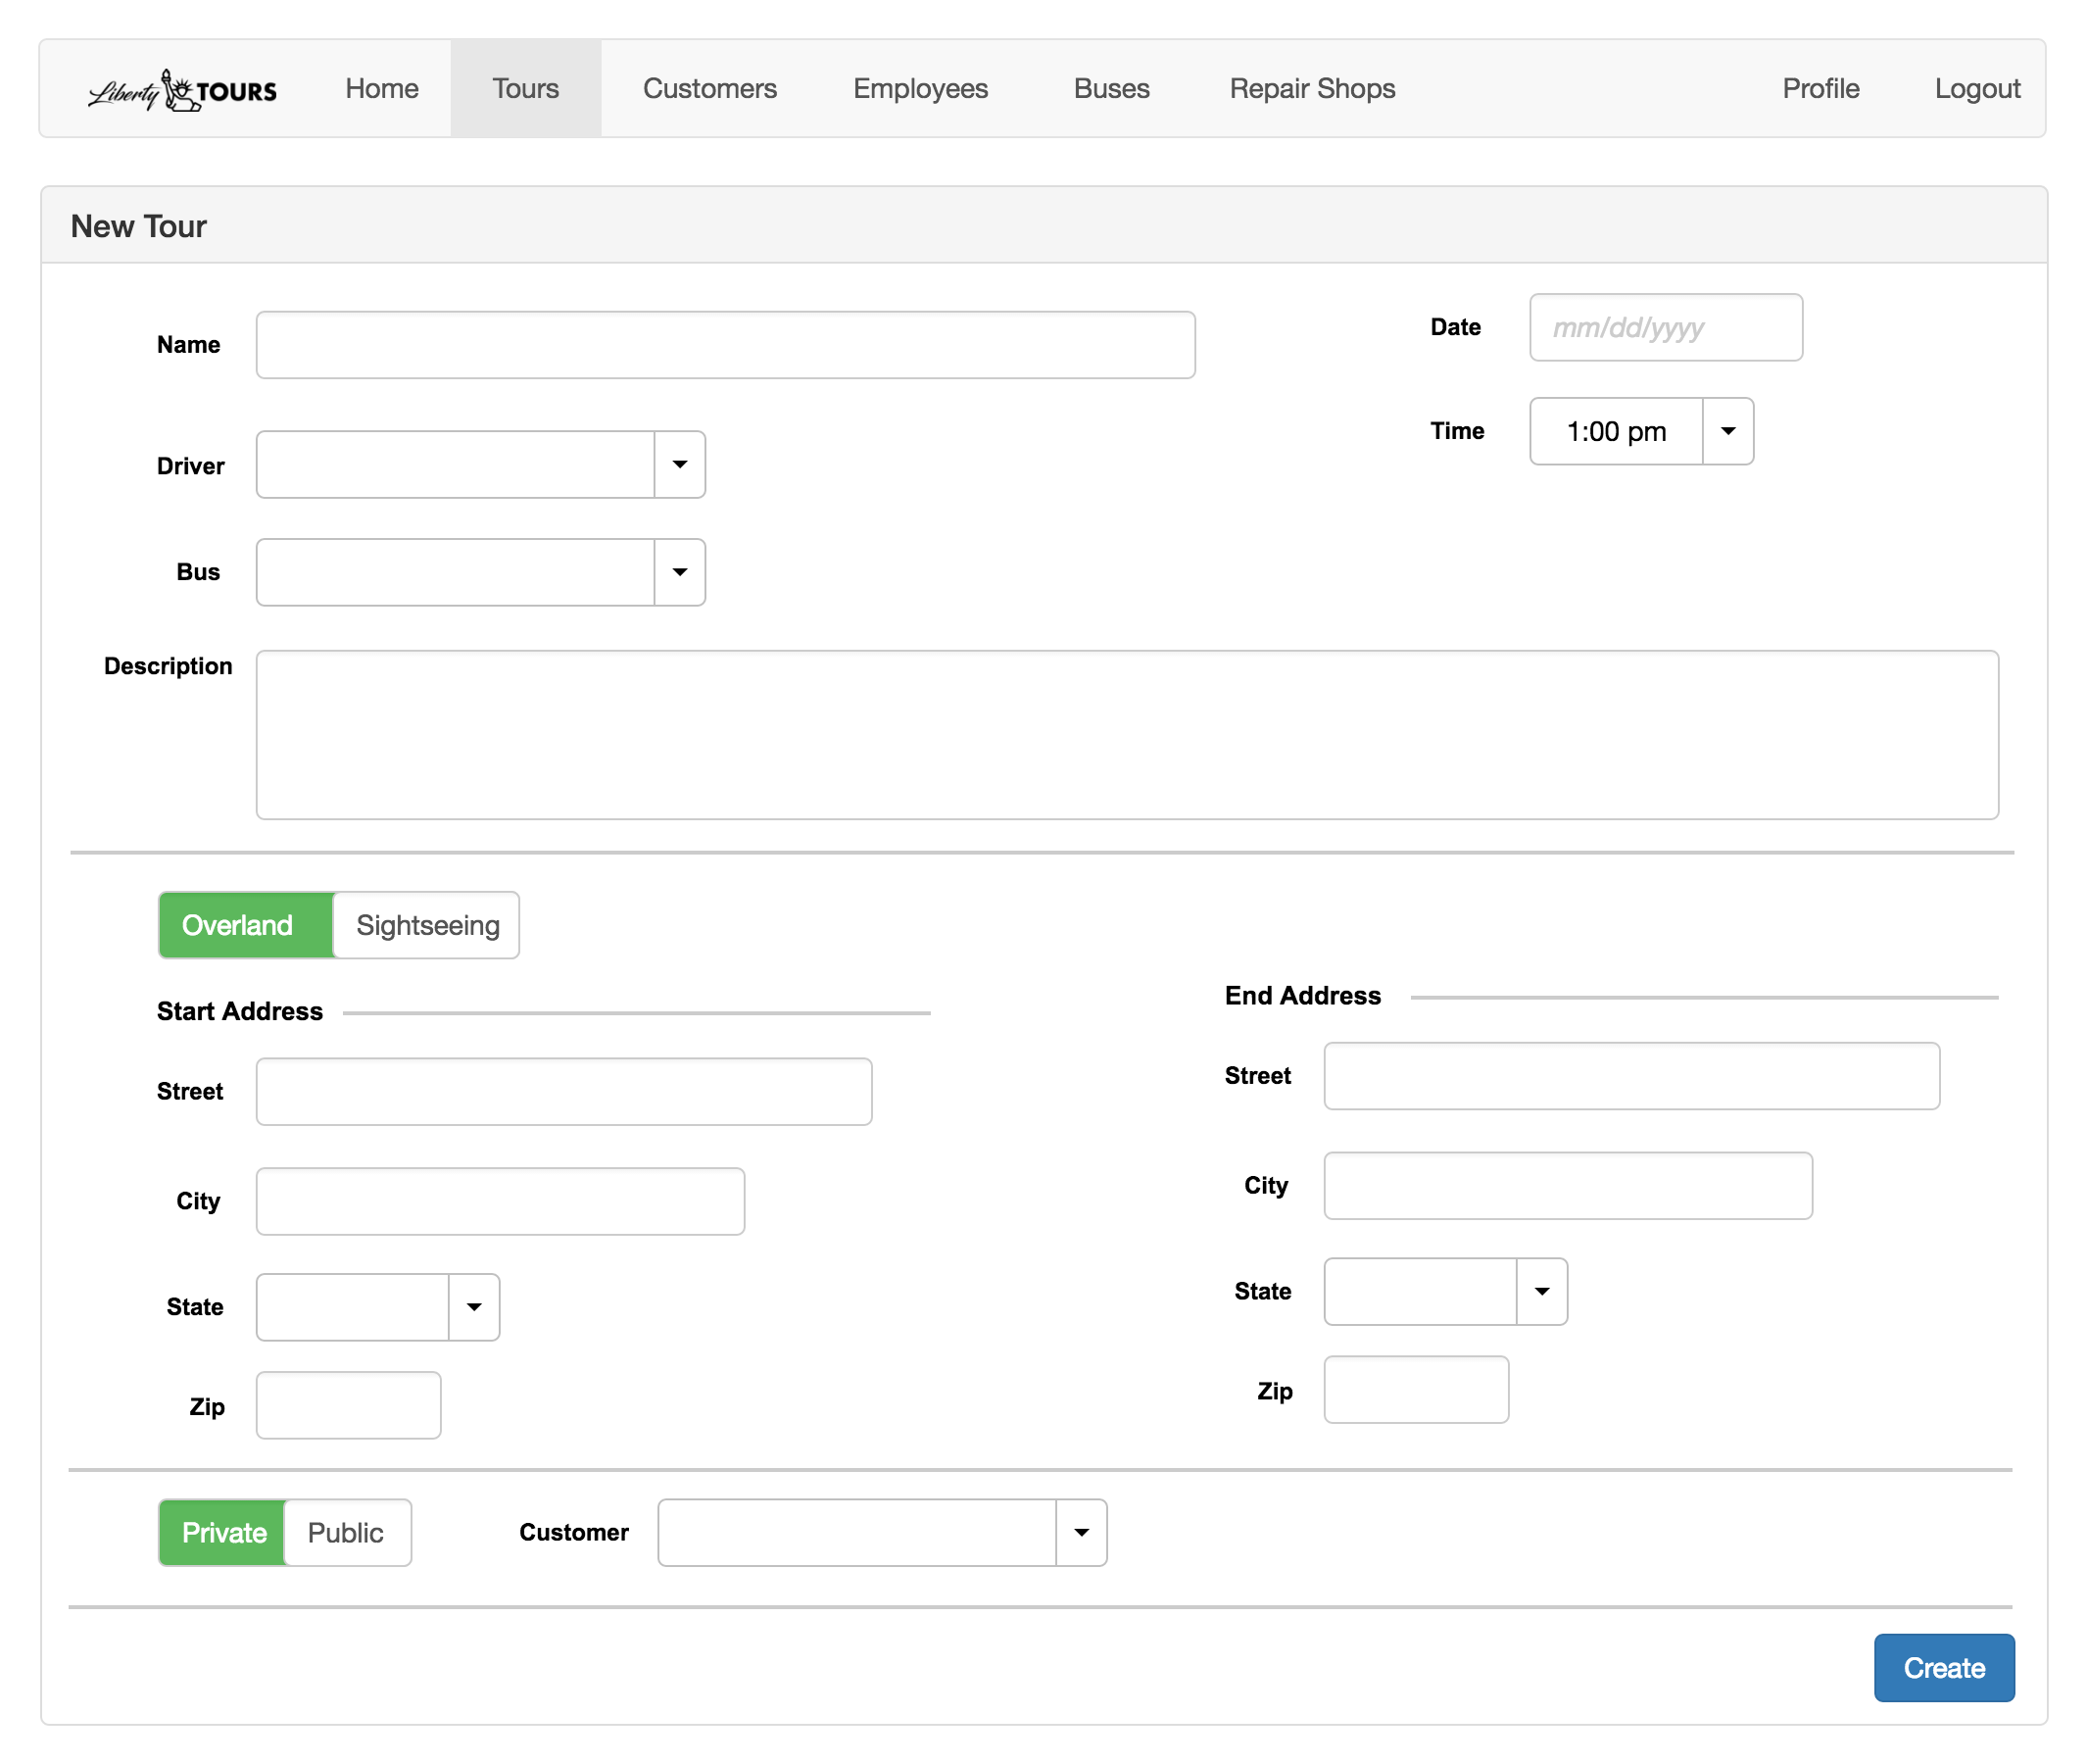 Liberty TOURS Home Tours Customers Employees Buses Repair Shops Profile Logout
New Tour
Name
Date mm/dd/yyyy
Time 1:00 pm
Driver
Bus
Description
Overland Sightseeing
Start Address
Street
City
State
Zip
End Address
Street
City
State
Zip
Private Public Customer
Create